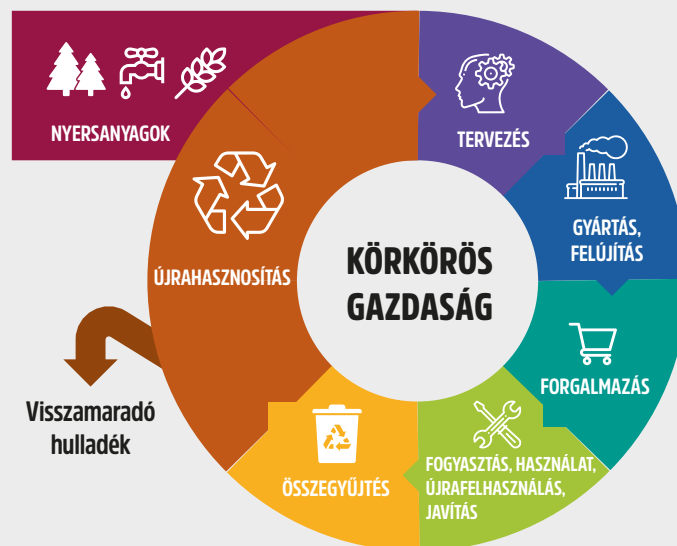 NYERSANYAGOK
TERVEZÉS
GYÁRTÁS,
FELÚJÍTÁS
FORGALMAZÁS
FOGYASZTÁS, HASZNÁLAT,
ÚJRAFELHASZNÁLÁS,
JAVÍTÁS
ÖSSZEGYŰJTÉS
ÚJRAHASZNOSÍTÁS
Visszamaradó
hulladék
KÖRKÖRÖS
GAZDASÁG